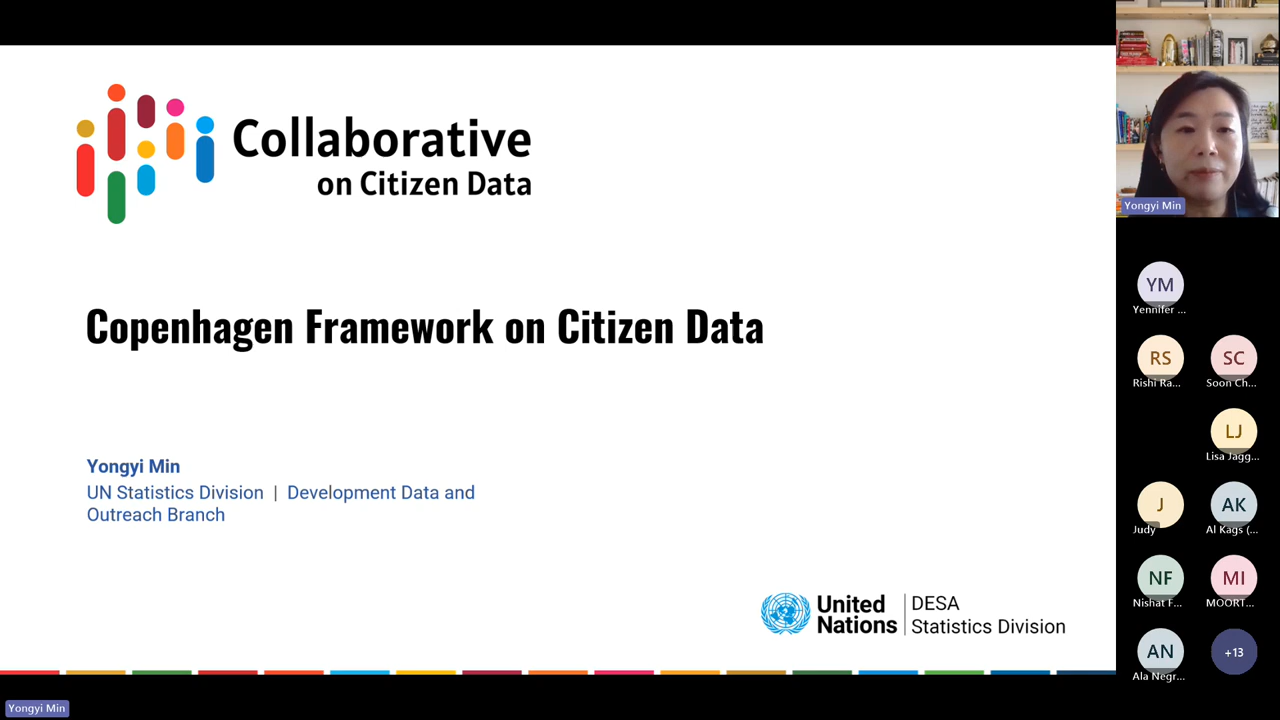 Collaborative
on Citizen Data
Copenhagen Framework on Citizen Data
Yongyi Min
UN Statistics Division | Development Data and
Outreach Branch
United
Nations
DESA
Statistics Division
Yongyi Min
YM
Yennifer ...
RS
Rishi Ra...
SC
Soon Ch...
LJ
Lisa Jagg...
J
Judy
AK
Al Kags (...
NF
Nishat F...
MI
MOORT...
AN
Ala Negr...
+13
Yongyi Min